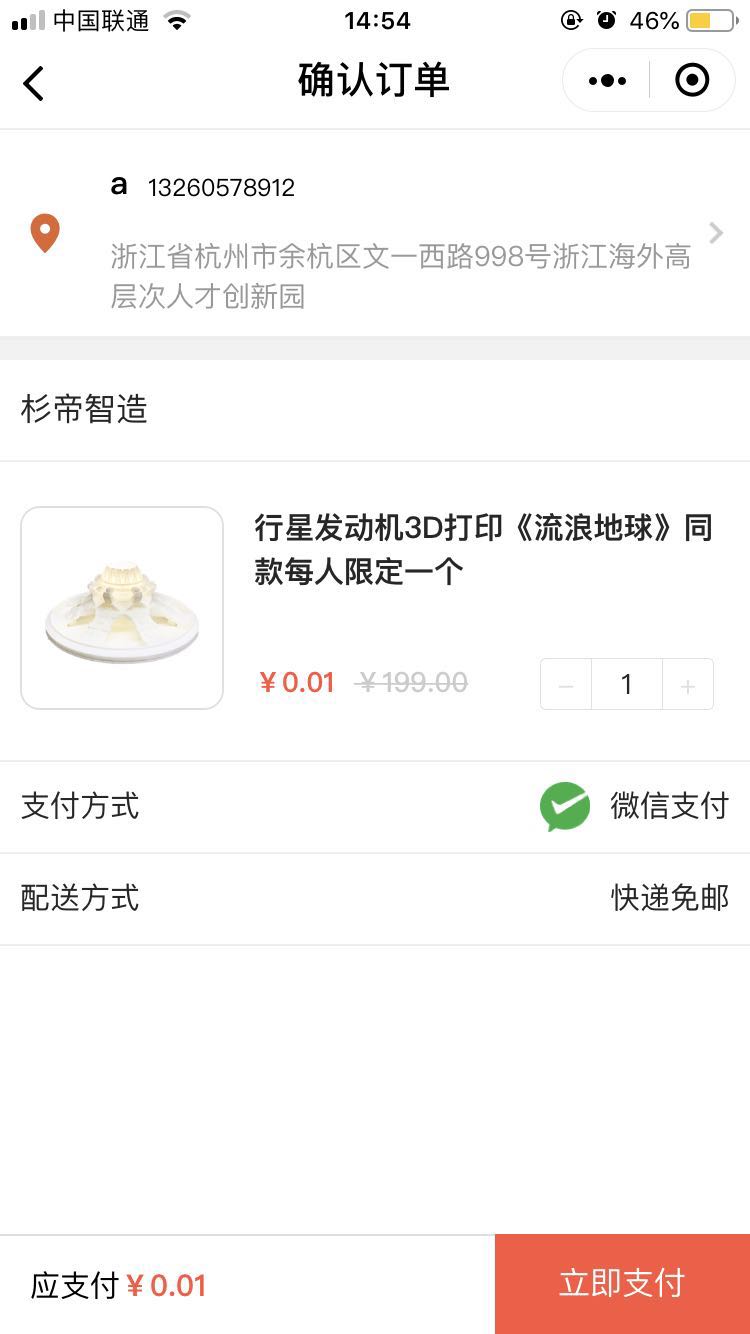 中国联通
14:54
46%
确认订单
a 13260578912
浙江省杭州市余杭区文一西路998号浙江海外高
层次人才创新园
杉帝智造
行星发动机3D打印《流浪地球》同
款每人限定一个
¥0.01 ¥199.00
− 1 +
支付方式 微信支付
配送方式 快递免邮
应支付¥0.01
立即支付